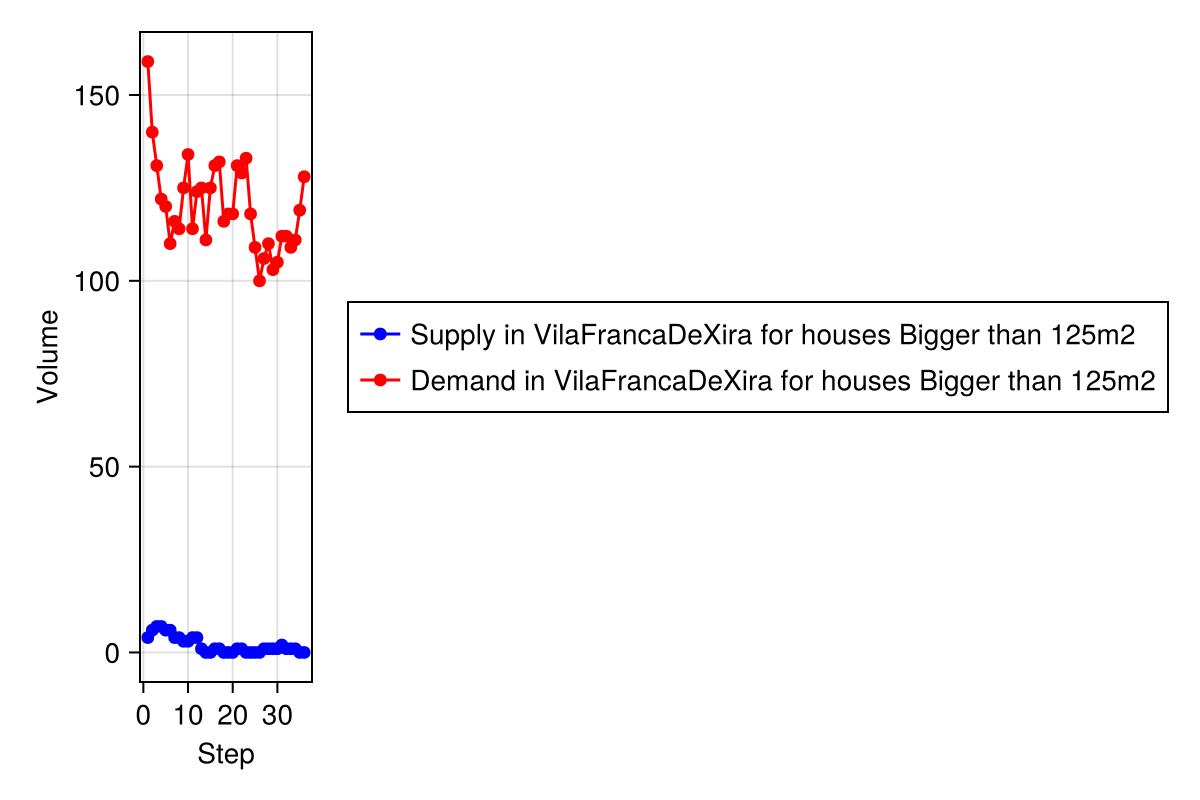 150
100
50
0
Volume
0 10 20 30
Step
Supply in VilaFrancaDeXira for houses Bigger than 125m2
Demand in VilaFrancaDeXira for houses Bigger than 125m2